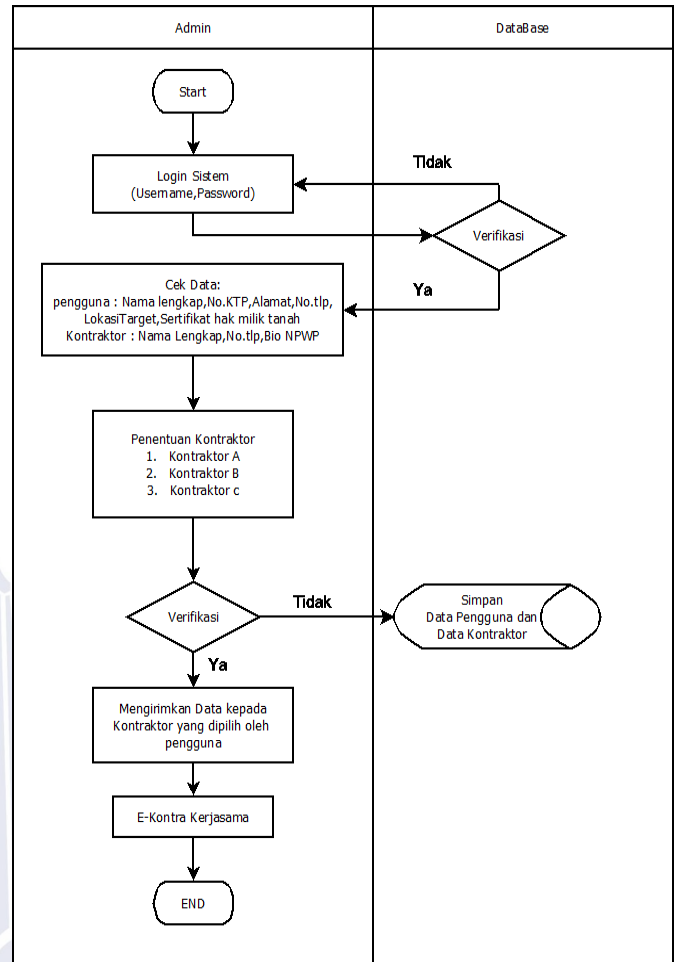 Admin
DataBase
Start
Login Sistem
(Username,Password)
TIdak
Verifikasi
Ya
Cek Data:
pengguna : Nama lengkap,No.KTP,Alamat,No.tlp,
LokasiTarget,Sertifikat hak milik tanah
Kontraktor : Nama Lengkap,No.tlp,Bio NPWP
Penentuan Kontraktor
1. Kontraktor A
2. Kontraktor B
3. Kontraktor c
Verifikasi
Tidak
Simpan
Data Pengguna dan
Data Kontraktor
Ya
Mengirimkan Data kepada
Kontraktor yang dipilih oleh
pengguna
E-Kontra Kerjasama
END